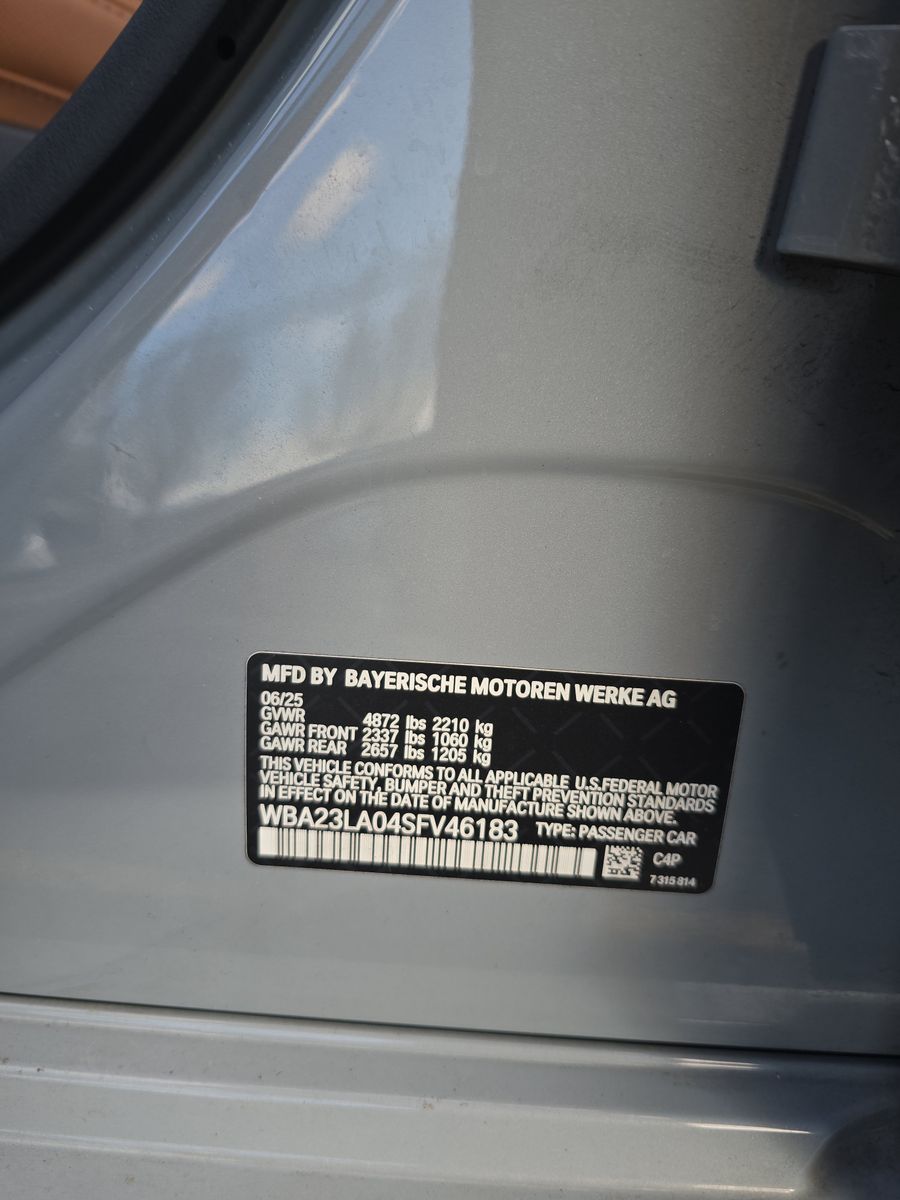 MFD BY BAYERISCHE MOTOREN WERKE AG
06/25
GVWR 4872 lbs 2210 kg
GAWR FRONT 2337 lbs 1060 kg
GAWR REAR 2657 lbs 1205 kg
THIS VEHICLE CONFORMS TO ALL APPLICABLE U.S.FEDERAL MOTOR
VEHICLE SAFETY, BUMPER AND THEFT PREVENTION STANDARDS
IN EFFECT ON THE DATE OF MANUFACTURE SHOWN ABOVE.
WBA23LA04SFV46183 TYPE: PASSENGER CAR
C4P
7 315 814